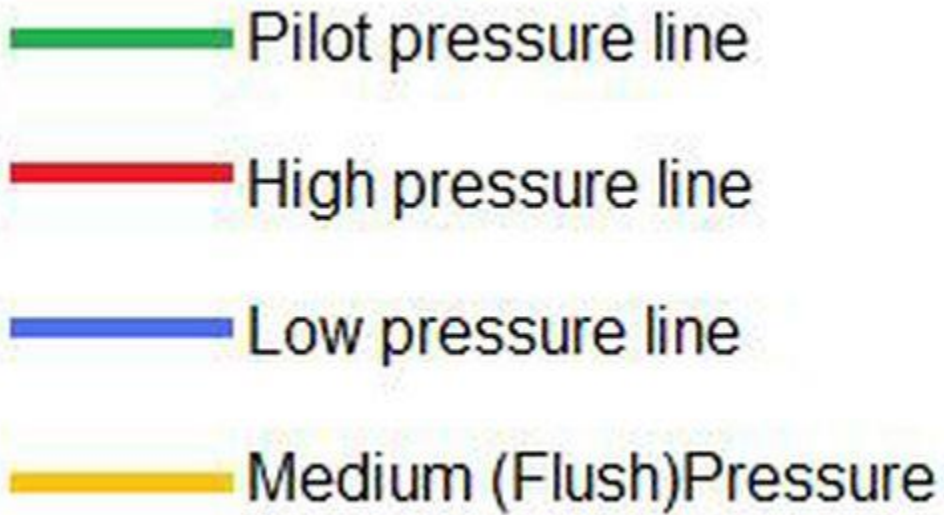 Pilot pressure line
High pressure line
Low pressure line
Medium (Flush)Pressure